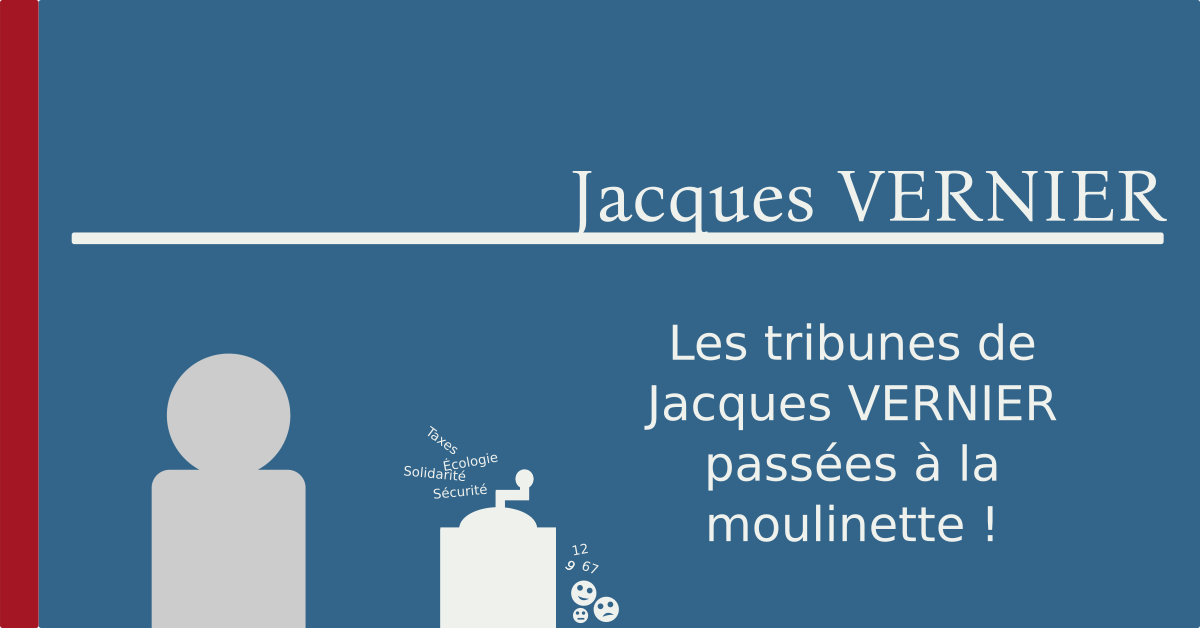 Jacques VERNIER
Les tribunes de
Jacques VERNIER
passées à la
moulinette !
Taxes
Écologie
Solidarité
Sécurité
12
9 67